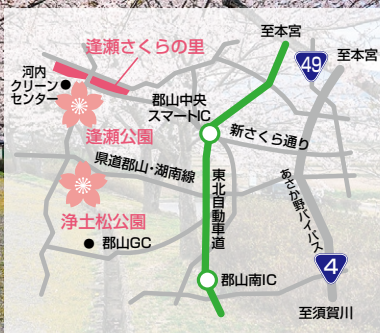 逢瀬さくらの里
至本宮
49
至本宮
河内
クリーン
センター
郡山中央
スマートIC
新さくら通り
逢瀬公園
県道郡山・湖南線
東北自動車道
あさか野バイパス
浄土松公園
郡山GC
郡山南IC
4
至須賀川